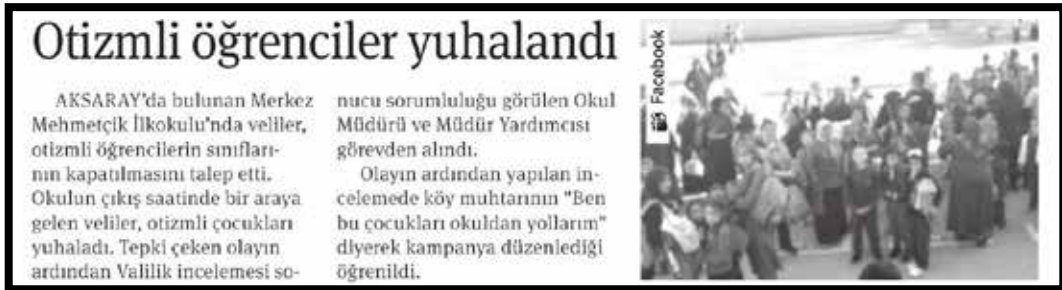 Otizmli öğrenciler yuhalandı
AKSARAY'da bulunan Merkez
Mehmetçik İlkokulu'nda veliler,
otizmli öğrencilerin sınıfları-
nın kapatılmasını talep etti.
Okulun çıkış saatinde bir araya
gelen veliler, otizmli çocukları
yuhaladı. Tepki çeken olayın
ardından Valilik incelemesi so-
nucu sorumluluğu görülen Okul
Müdürü ve Müdür Yardımcısı
görevden alındı.
Olayın ardından yapılan in-
celemede köy muhtarının "Ben
bu çocukları okuldan yollarım"
diyerek kampanya düzenlediği
öğrenildi.
Facebook